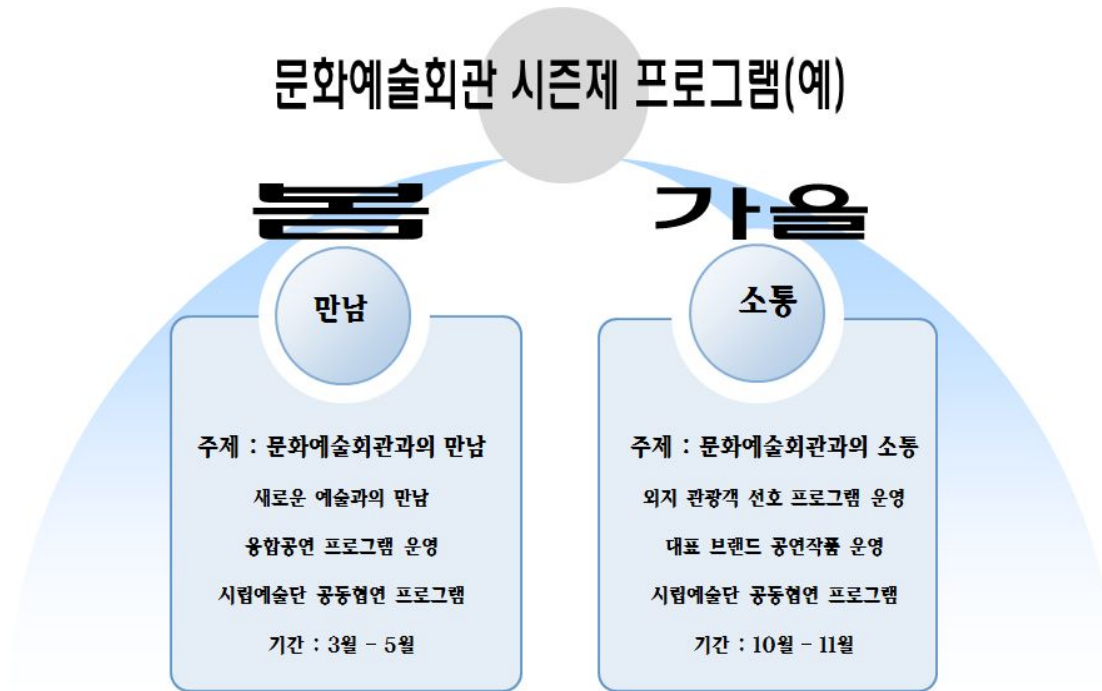 문화예술회관 시즌제 프로그램(예)
봄
만남
주제 : 문화예술회관과의 만남
새로운 예술과의 만남
융합공연 프로그램 운영
시립예술단 공동협연 프로그램
기간 : 3월 - 5월
가을
소통
주제 : 문화예술회관과의 소통
외지 관광객 선호 프로그램 운영
대표 브랜드 공연작품 운영
시립예술단 공동협연 프로그램
기간 : 10월 - 11월